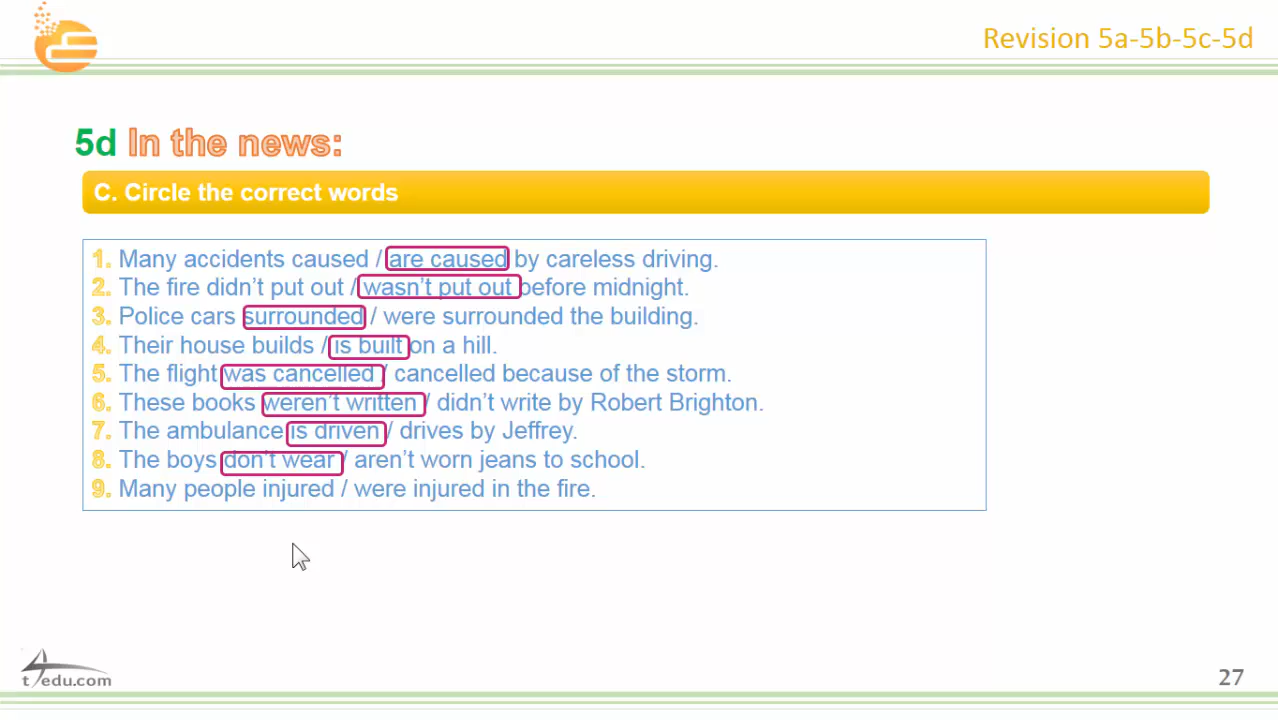 Revision 5a-5b-5c-5d
5d In the news:
C. Circle the correct words
1. Many accidents caused / are caused by careless driving.
2. The fire didn't put out / wasn't put out before midnight.
3. Police cars surrounded / were surrounded the building.
4. Their house builds / is built on a hill.
5. The flight was cancelled / cancelled because of the storm.
6. These books weren't written / didn't write by Robert Brighton.
7. The ambulance is driven / drives by Jeffrey.
8. The boys don't wear / aren't worn jeans to school.
9. Many people injured / were injured in the fire.
t4edu.com
27